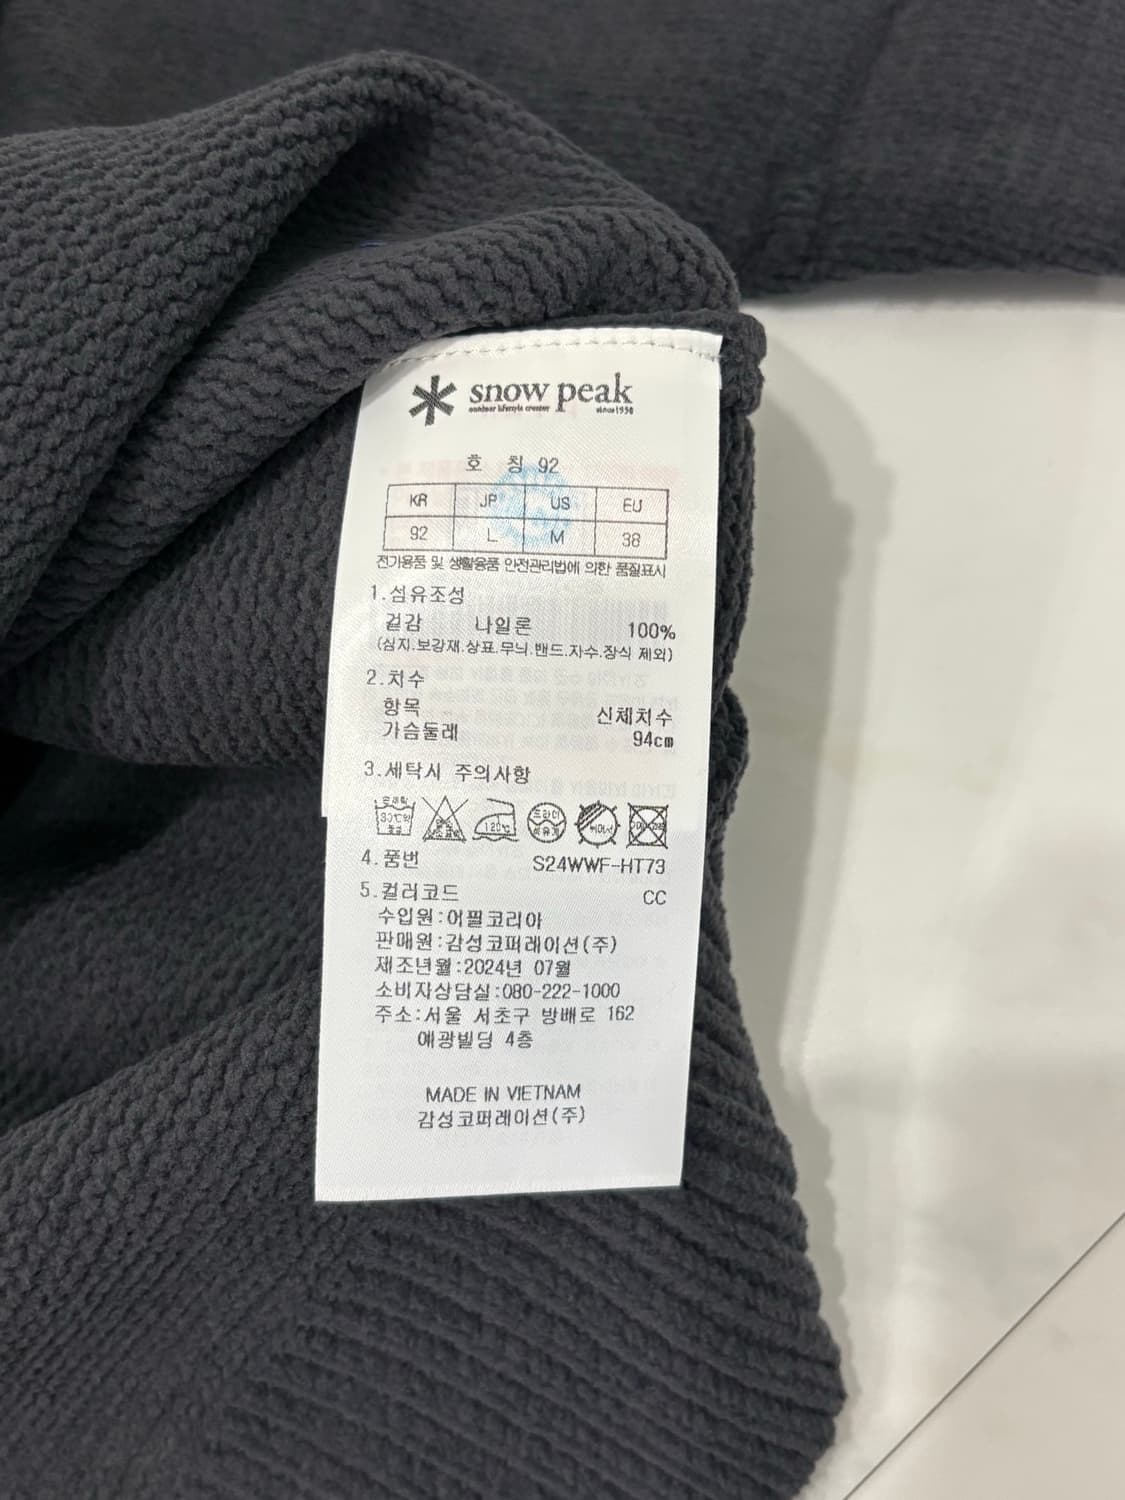 snow peak
outdoor lifestyle creator since1958
호 칭 92
KR JP US EU
92 L M 38
전기용품 및 생활용품 안전관리법에 의한 품질표시
1.섬유조성
겉감 나일론 100%
(심지.보강재.상표.무늬.밴드.자수.장식 제외)
2.치수
항목 신체치수
가슴둘레 94cm
3.세탁시 주의사항
120℃
4.품번 S24WWF-HT73
5.컬러코드 CC
수입원:어필코리아
판매원:감성코퍼레이션(주)
제조년월:2024년 07월
소비자상담실:080-222-1000
주소:서울 서초구 방배로 162
애광빌딩 4층
MADE IN VIETNAM
감성코퍼레이션(주)